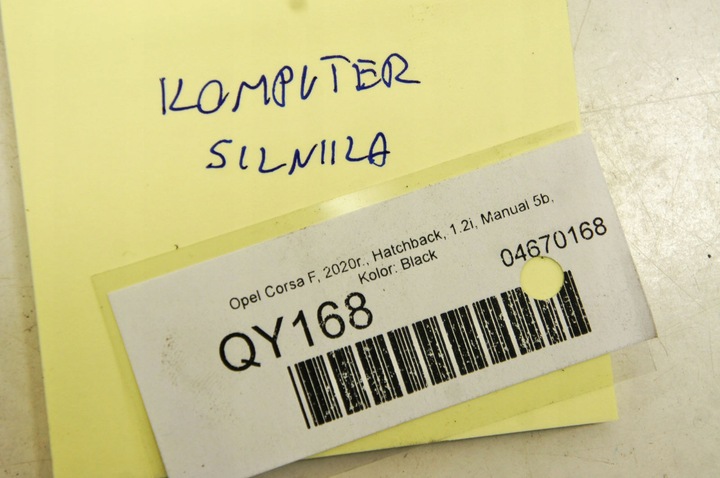 KOMPUTER
SILNIKA
Opel Corsa F, 2020r., Hatchback, 1.2i, Manual 5b,
Kolor: Black
04670168
QY168